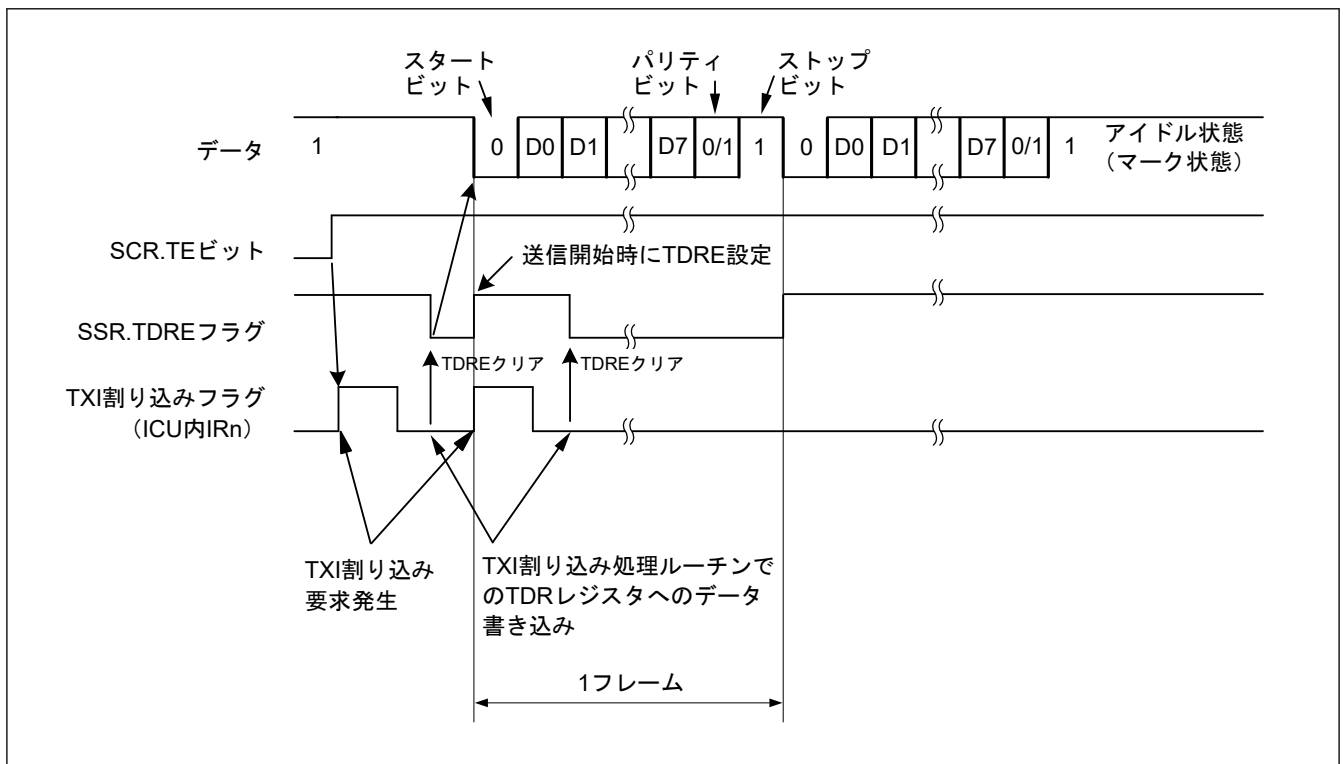 スタート
ビット
パリティ
ビット
ストップ
ビット
データ
1
0
D0
D1
D7
0/1
1
0
D0
D1
D7
0/1
1
アイドル状態
（マーク状態）
SCR.TEビット
送信開始時にTDRE設定
SSR.TDREフラグ
TDREクリア
TDREクリア
TXI割り込みフラグ
（ICU内IRn）
TXI割り込み
要求発生
TXI割り込み処理ルーチンで
のTDRレジスタへのデータ
書き込み
1フレーム